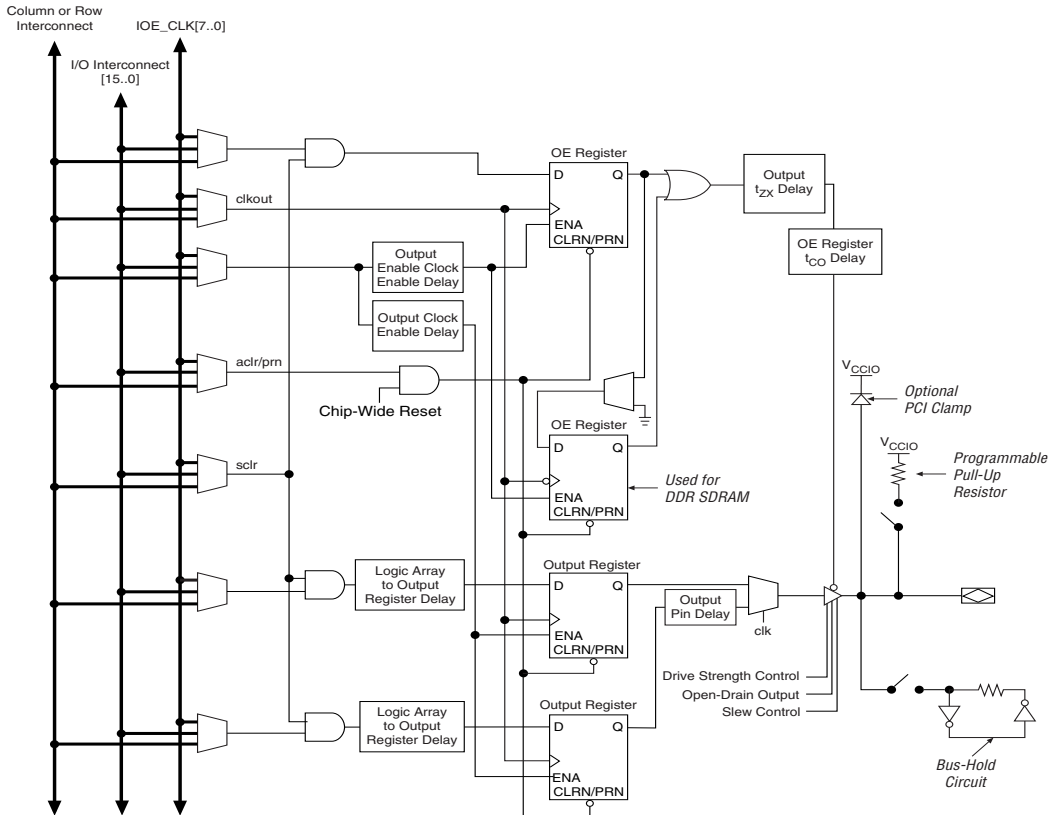 Column or Row
Interconnect
IOE_CLK[7..0]
I/O Interconnect
[15..0]
OE Register
D
Q
ENA
CLRN/PRN
Output
tZX
Delay
OE Register
tCO Delay
clkout
Output
Enable Clock
Enable Delay
Output Clock
Enable Delay
aclr/prn
Chip-Wide Reset
VCCIO
Optional
PCI Clamp
OE Register
D
Q
ENA
CLRN/PRN
Used for
DDR SDRAM
VCCIO
Programmable
Pull-Up
Resistor
sclr
Logic Array
to Output
Register Delay
Output Register
D
Q
ENA
CLRN/PRN
Output
Pin Delay
clk
Drive Strength Control
Open-Drain Output
Slew Control
Logic Array
to Output
Register Delay
Output Register
D
Q
ENA
CLRN/PRN
Bus-Hold
Circuit